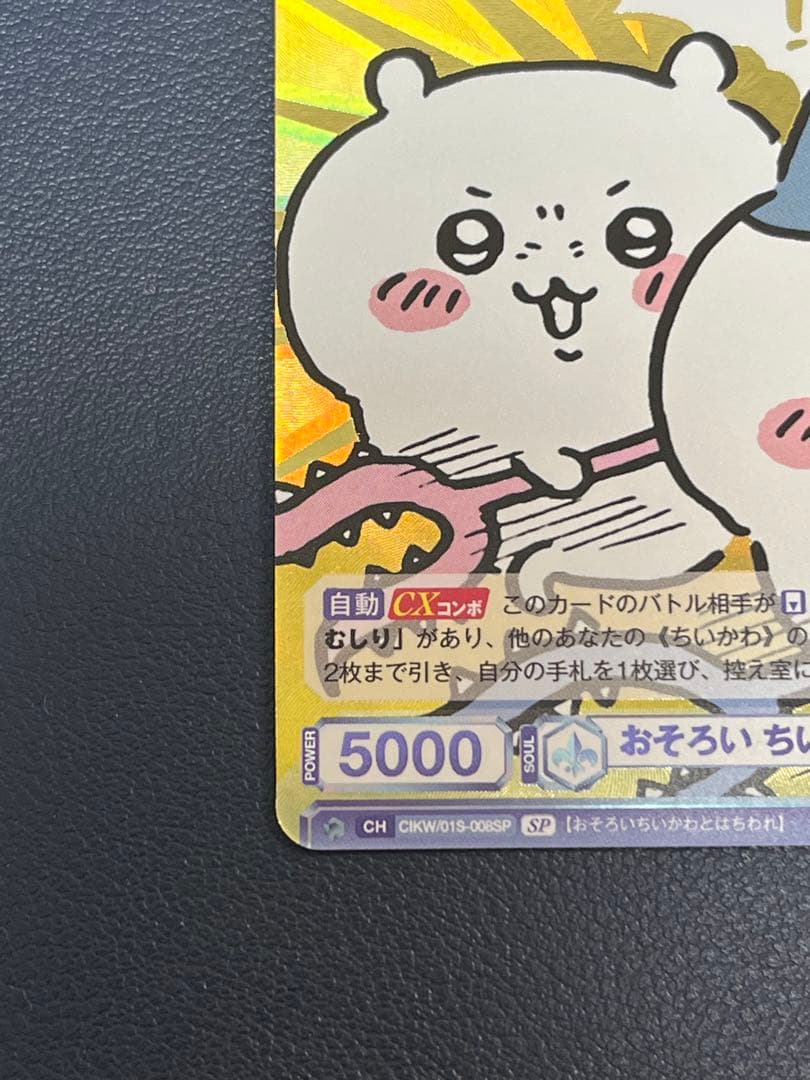 自動 CXコンボ このカードのバトル相手が
むしり」があり、他のあなたの《ちいかわ》の
2枚まで引き、自分の手札を1枚選び、控え室に
POWER 5000 SOUL おそろい ちい
CH CIKW/01S-008SP SP 【おそろいちいかわとはちわれ】